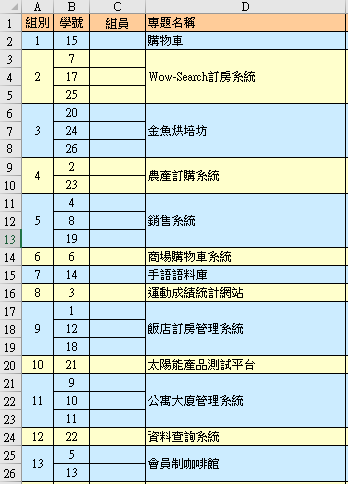 A B C D
1 組別 學號 組員 專題名稱
2 1 15 購物車
3 7
4 2 17 Wow-Search訂房系統
5 25
6 20
7 3 24 金魚烘培坊
8 26
9 4 2 農產訂購系統
10 23
11 4
12 5 8 銷售系統
13 19
14 6 6 商場購物車系統
15 7 14 手語語料庫
16 8 3 運動成績統計網站
17 1
18 9 12 飯店訂房管理系統
19 18
20 10 21 太陽能產品測試平台
21 9
22 11 10 公寓大廈管理系統
23 11
24 12 22 資料查詢系統
25 13 5 會員制咖啡館
26 13